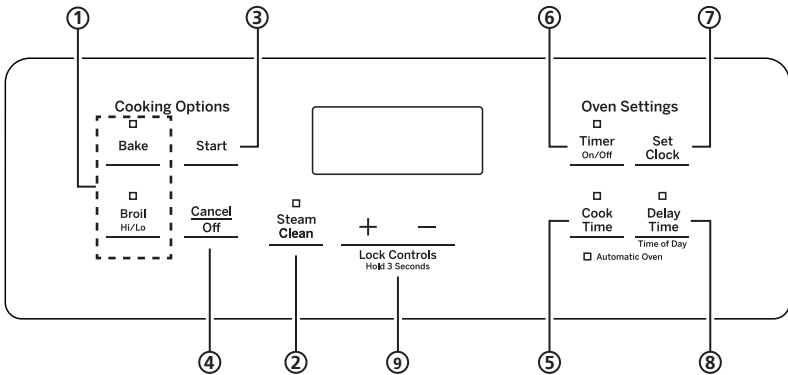 ① ③ ⑥ ⑦
Cooking Options
Oven Settings
Bake
Start
Timer
On/Off
Set
Clock
Broil
Hi/Lo
Cancel
Off
Steam
Clean
+ −
Lock Controls
Hold 3 Seconds
Cook
Time
Delay
Time
Time of Day
Automatic Oven
④ ② ⑨ ⑤ ⑧